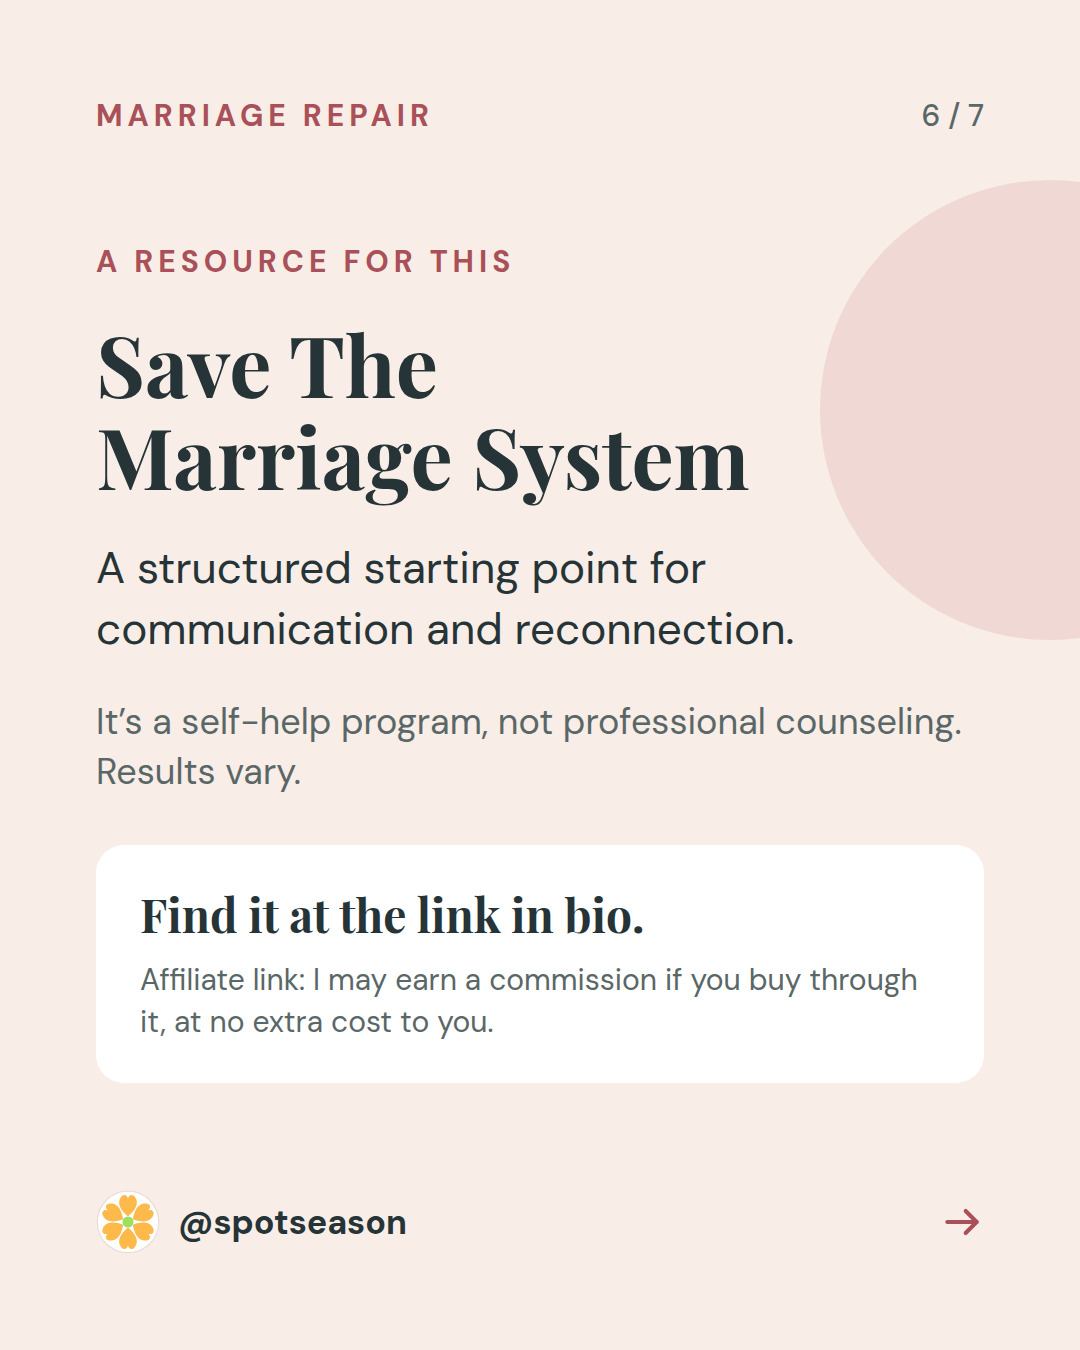 MARRIAGE REPAIR
6 / 7
A RESOURCE FOR THIS
Save The
Marriage System
A structured starting point for
communication and reconnection.
It’s a self-help program, not professional counseling.
Results vary.
Find it at the link in bio.
Affiliate link: I may earn a commission if you buy through
it, at no extra cost to you.
@spotseason